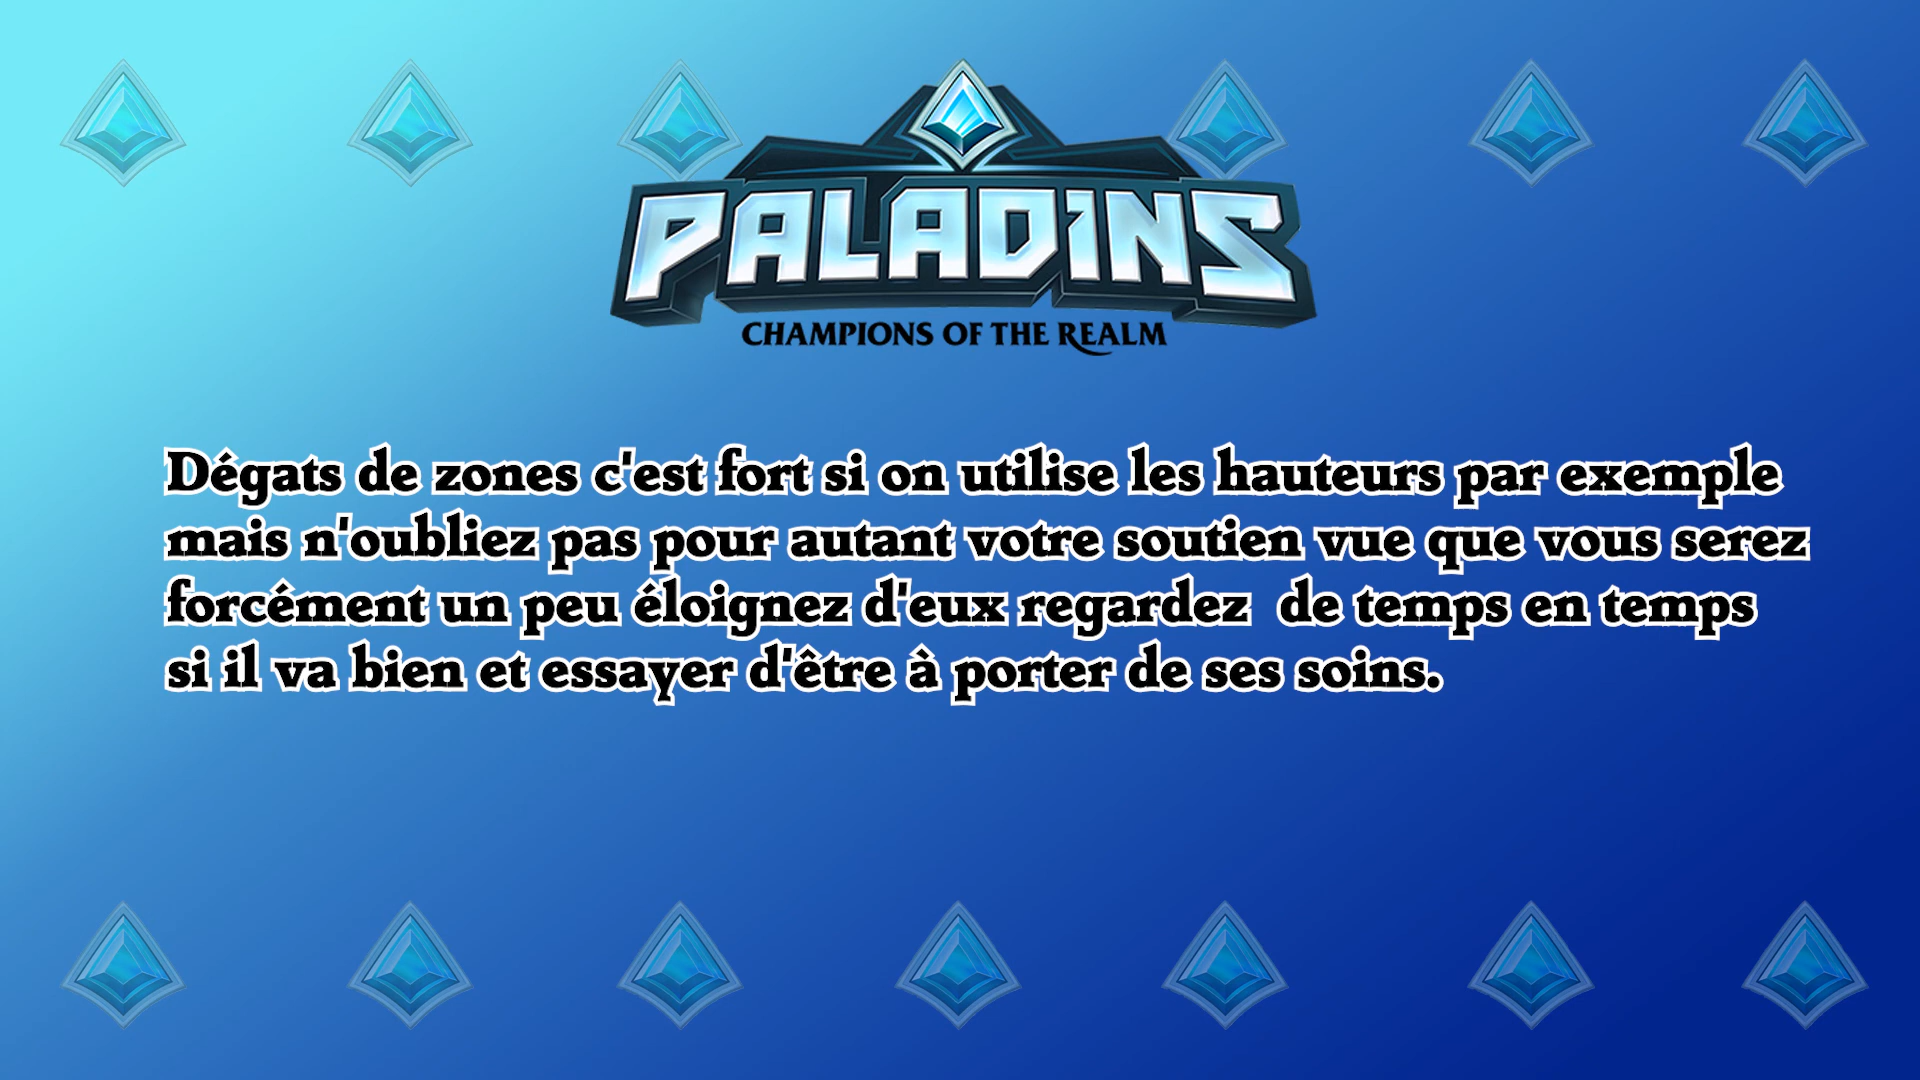 PALADINS
CHAMPIONS OF THE REALM
Dégats de zones c'est fort si on utilise les hauteurs par exemple
mais n'oubliez pas pour autant votre soutien vue que vous serez
forcément un peu éloignez d'eux regardez  de temps en temps
si il va bien et essayer d'être à porter de ses soins.